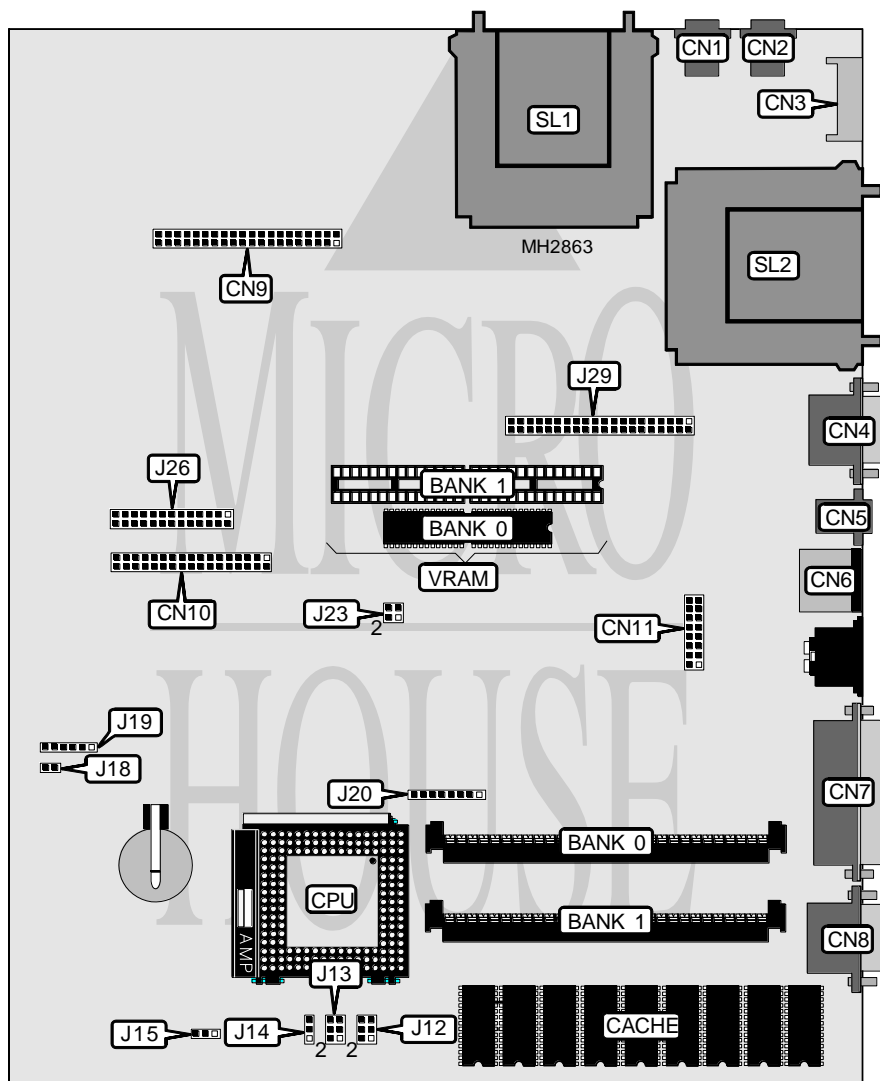 CN1
CN2
CN3
SL1
MH2863
SL2
CN9
J29
CN4
J26
BANK 1
CN5
BANK 0
VRAM
CN6
CN10
J23
2
CN11
MICRO
HOUSE
J19
J18
J20
CN7
BANK 0
CPU
BANK 1
CN8
AMP
J13
J15
J14
2
2
J12
CACHE